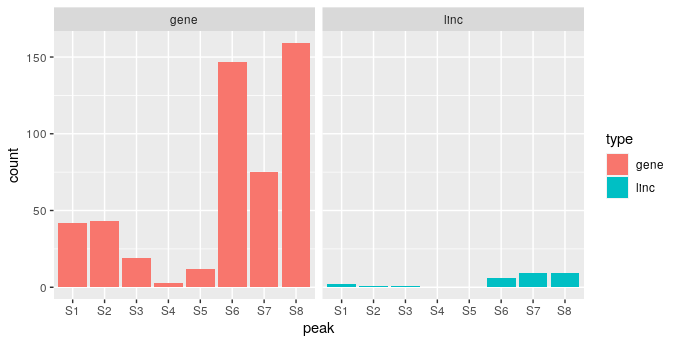 gene linc
150
100
50
0
count
S1 S2 S3 S4 S5 S6 S7 S8 S1 S2 S3 S4 S5 S6 S7 S8
peak
type
gene
linc